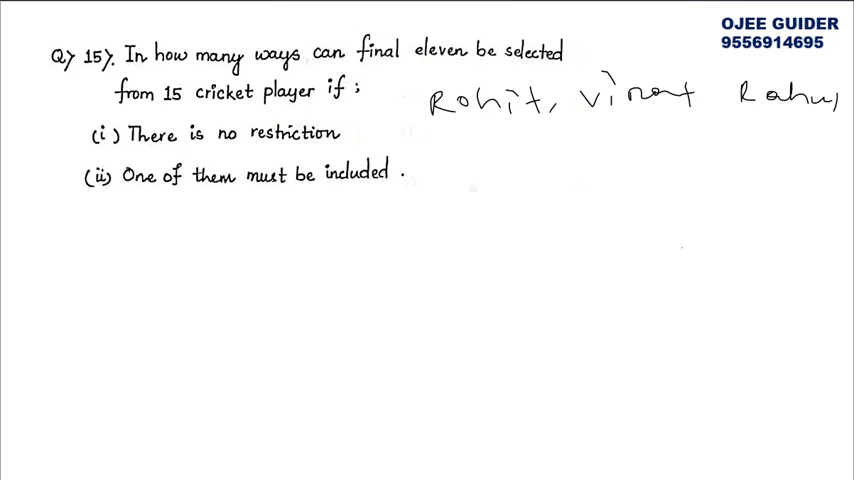 OJEE GUIDER
9556914695
Q) 15). In how many ways can final eleven be selected
from 15 cricket player if ;
Rohit, Virat Rahul
(i) There is no restriction
(ii) One of them must be included .